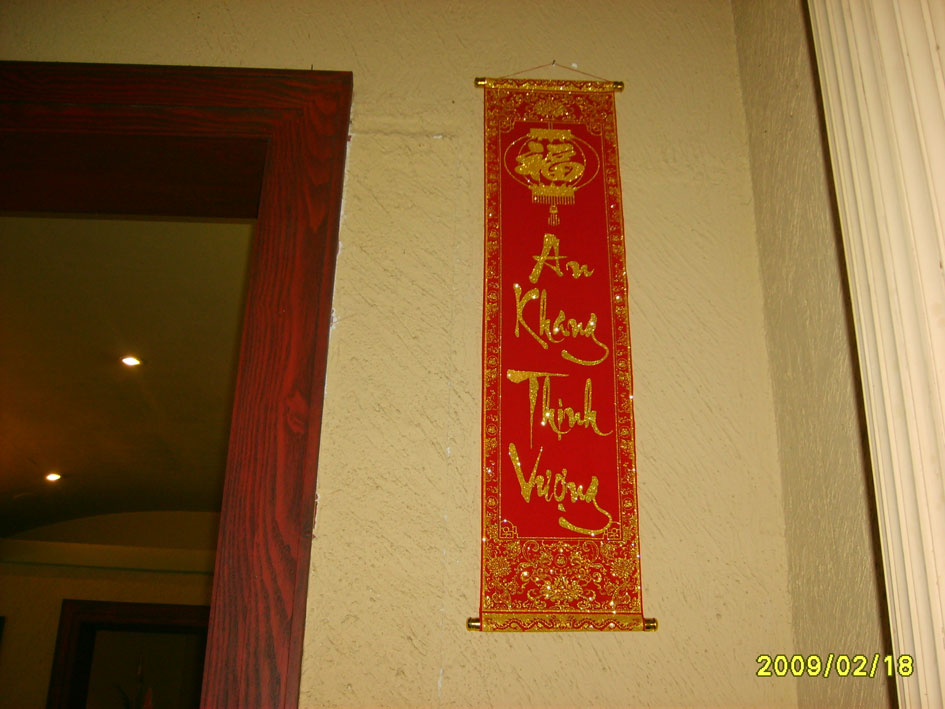 福
An
Khang
Thịnh
Vượng
2009/02/18